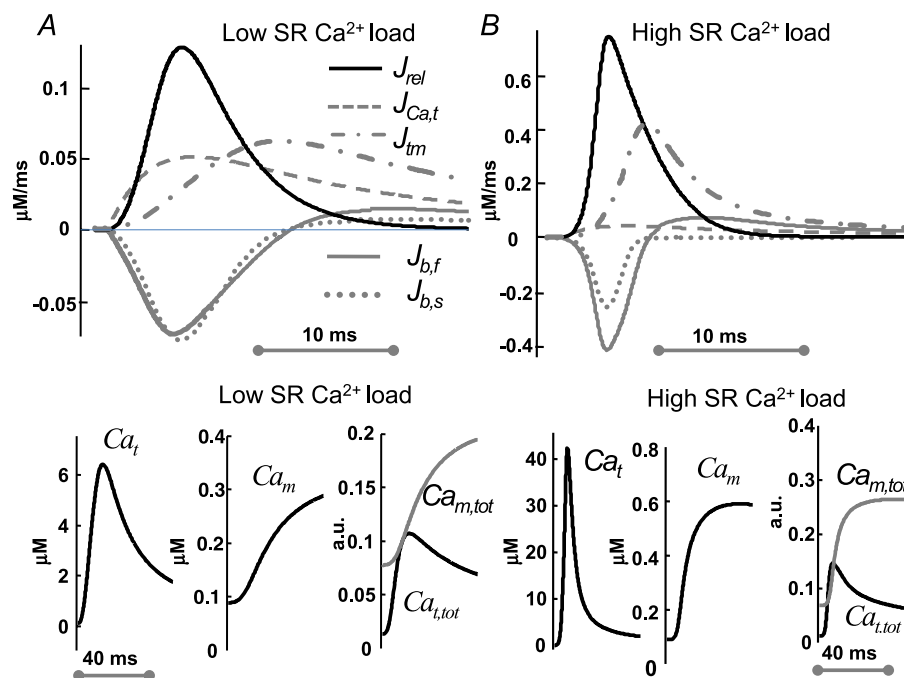 A
Low SR Ca²⁺ load
0.1
0.05
0
-0.05
μM/ms
J_rel
J_Ca,t
J_tm
J_b,f
J_b,s
10 ms
B
High SR Ca²⁺ load
0.6
0.4
0.2
0
-0.2
-0.4
μM/ms
10 ms
Low SR Ca²⁺ load
Ca_t
6
4
2
0
μM
40 ms
0.4
0.3
0.2
0.1
0
μM
Ca_m
0.2
0.15
0.1
0.05
0
a.u.
Ca_m,tot
Ca_t,tot
High SR Ca²⁺ load
40
30
20
10
0
μM
Ca_t
0.8
0.6
0.4
0.2
0
μM
Ca_m
0.4
0.3
0.2
0.1
0
a.u.
Ca_m,tot
Ca_t.tot
40 ms